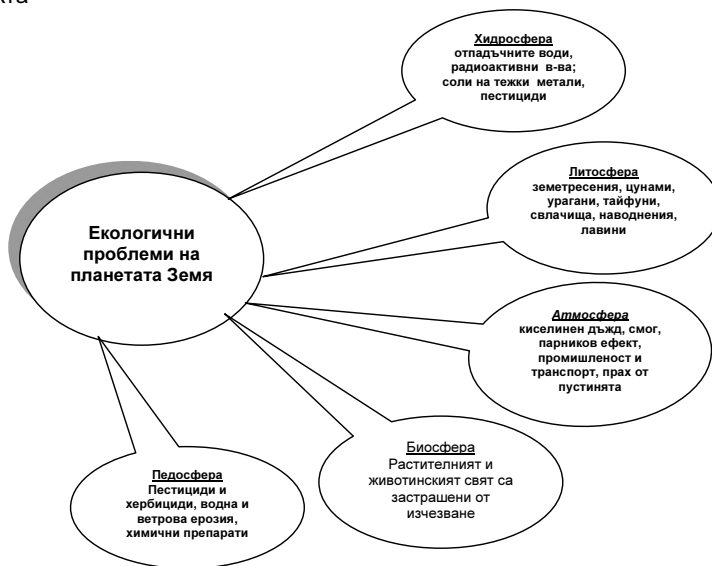 Хидросфера
отпадъчните води,
радиоактивни в-ва;
соли на тежки метали,
пестициди
Литосфера
земетресения, цунами,
урагани, тайфуни,
свлачища, наводнения,
лавини
Екологични
проблеми на
планетата Земя
Атмосфера
киселинен дъжд, смог,
парников ефект,
промишленост и
транспорт, прах от
пустинята
Биосфера
Растителният и
животинският свят са
застрашени от
изчезване
Педосфера
Пестициди и
хербициди, водна и
ветрова ерозия,
химични препарати